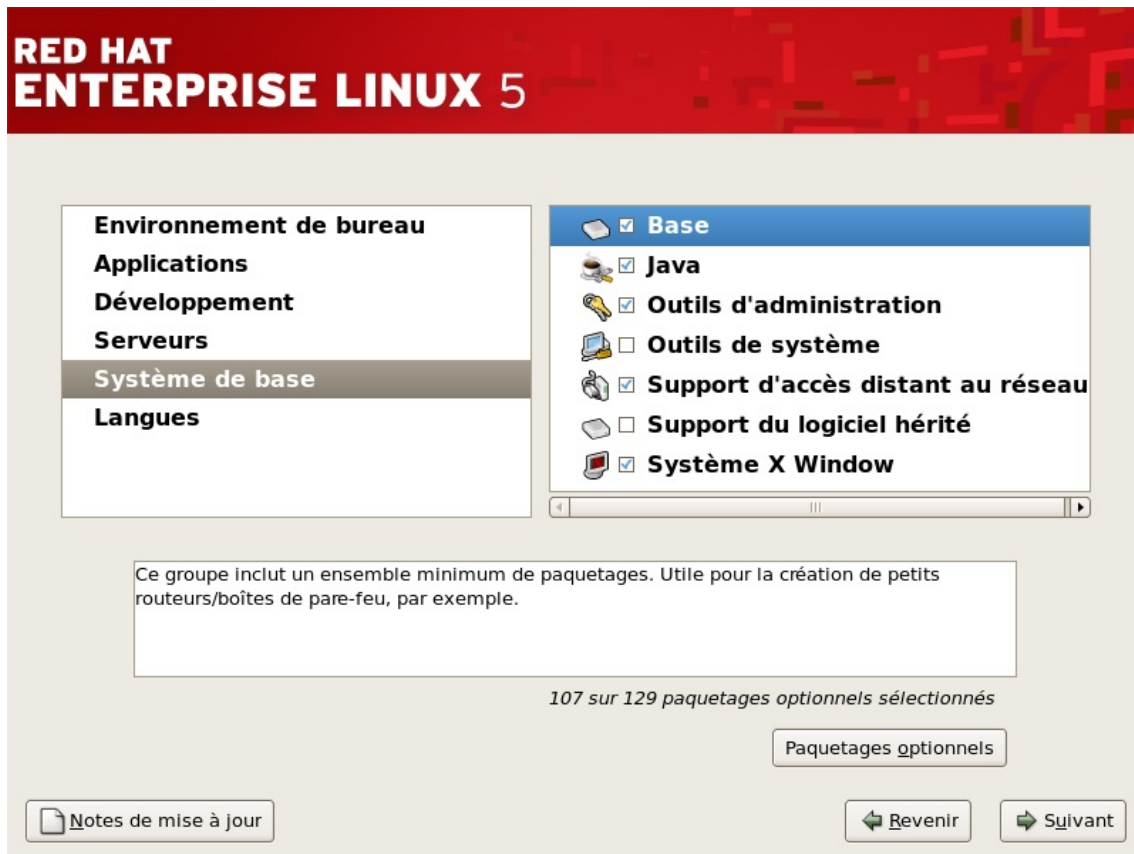 RED HAT
ENTERPRISE LINUX 5
Environnement de bureau
Applications
Développement
Serveurs
Système de base
Langues
Base
Java
Outils d'administration
Outils de système
Support d'accès distant au réseau
Support du logiciel hérité
Système X Window
Ce groupe inclut un ensemble minimum de paquetages. Utile pour la création de petits
routeurs/boîtes de pare-feu, par exemple.
107 sur 129 paquetages optionnels sélectionnés
Paquetages optionnels
Notes de mise à jour
Revenir
Suivant